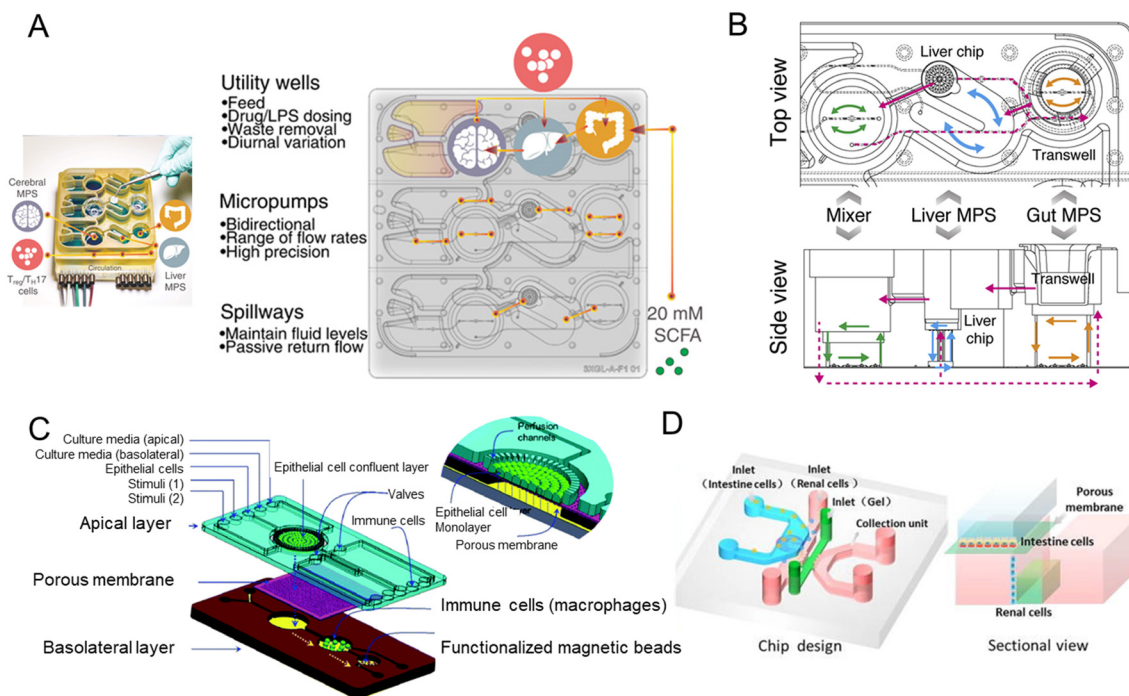 A
Utility wells
•Feed
•Drug/LPS dosing
•Waste removal
•Diurnal variation
Cerebral
MPS
Treg/TH17
cells
Circulation
Liver
MPS
Micropumps
•Bidirectional
•Range of flow rates
•High precision
Spillways
•Maintain fluid levels
•Passive return flow
20 mM
SCFA
B
Top view
Liver chip
Transwell
Mixer
Liver MPS
Gut MPS
Side view
Transwell
Liver
chip
C
Culture media (apical)
Culture media (basolateral)
Epithelial cells
Stimuli (1)
Stimuli (2)
Apical layer
Porous membrane
Basolateral layer
Epithelial cell confluent layer
Valves
Immune cells
Perfusion
channels
Epithelial cell
Monolayer
Porous membrane
Immune cells (macrophages)
Functionalized magnetic beads
D
Inlet
（Intestine cells）
Inlet
（Renal cells ）
Inlet（Gel）
Collection unit
Chip design
Porous
membrane
Intestine cells
Renal cells
Sectional view